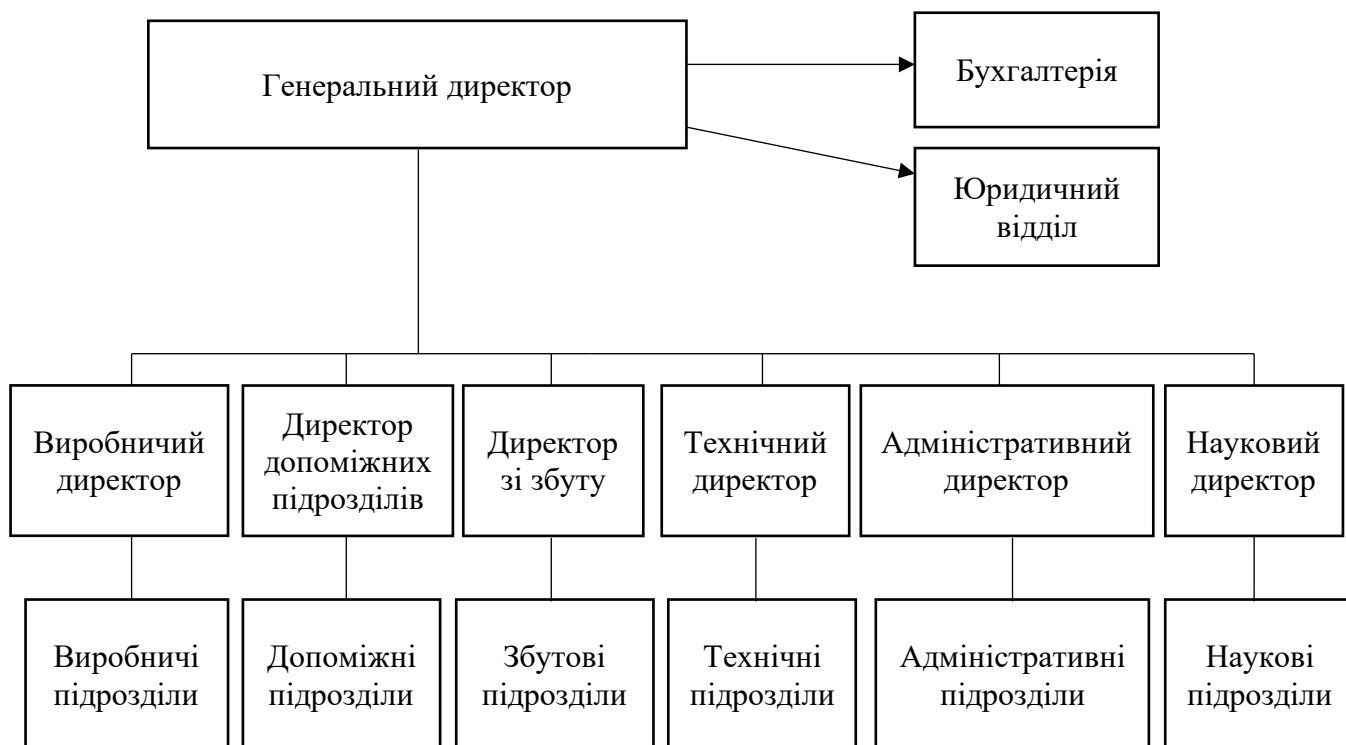 Генеральний директор
Бухгалтерія
Юридичний
відділ
Виробничий
директор
Директор
допоміжних
підрозділів
Директор
зі збуту
Технічний
директор
Адміністративний
директор
Науковий
директор
Виробничі
підрозділи
Допоміжні
підрозділи
Збутові
підрозділи
Технічні
підрозділи
Адміністративні
підрозділи
Наукові
підрозділи